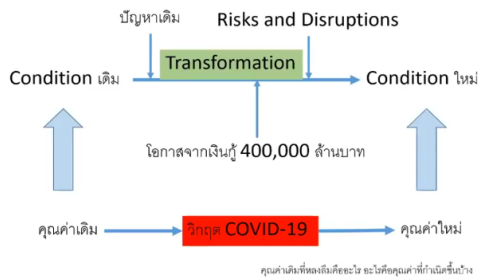 ปัญหาเดิม Risks and Disruptions
Transformation
Condition เดิม Condition ใหม่
โอกาสจากเงินกู้ 400,000 ล้านบาท
คุณค่าเดิม วิกฤต COVID-19 คุณค่าใหม่
คุณค่าเดิมที่หลงลืมคืออะไร อะไรคือคุณค่าที่กำเนิดขึ้นบ้าง